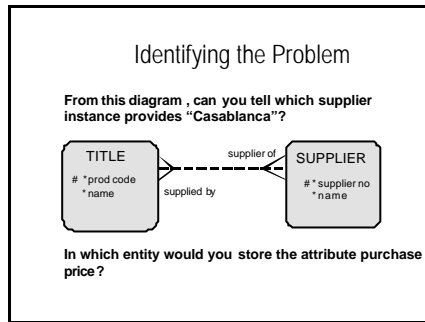 Identifying the Problem
From this diagram , can you tell which supplier
instance provides “Casablanca”?
TITLE
# *prod code
*name
supplier of
supplied by
SUPPLIER
#* supplier no
*name
In which entity would you store the attribute purchase
price?